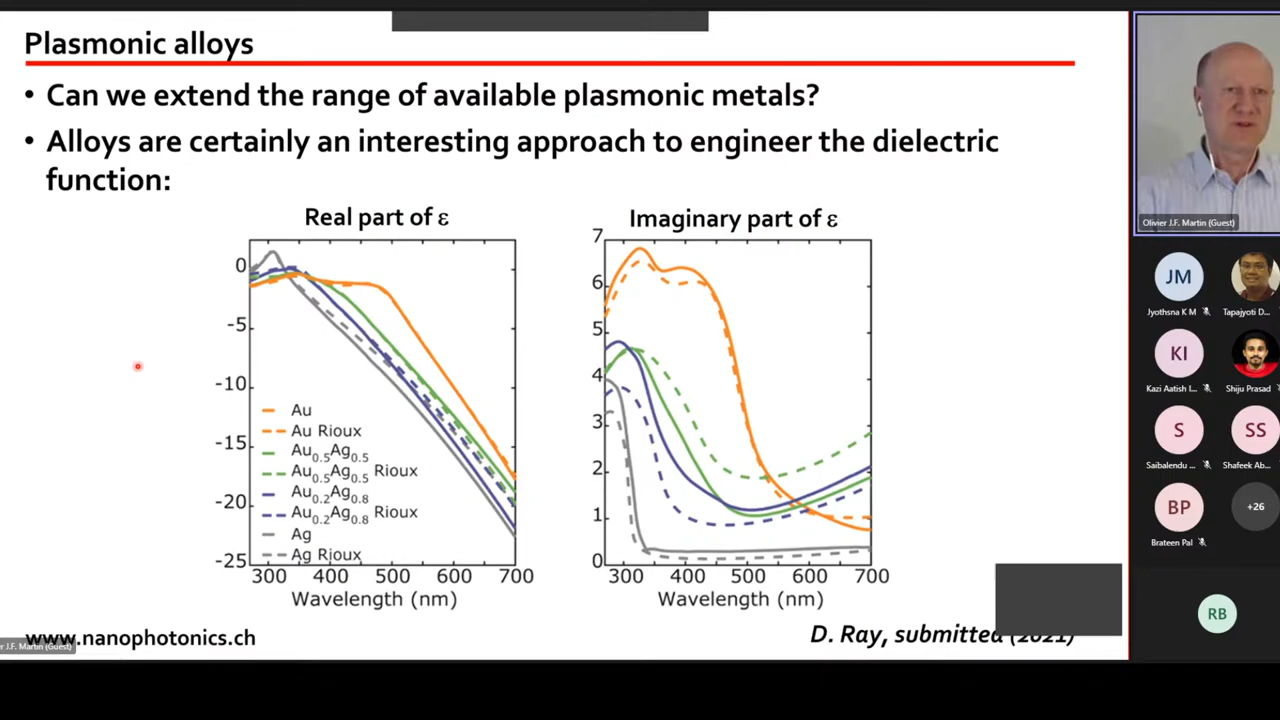 Plasmonic alloys
• Can we extend the range of available plasmonic metals?
• Alloys are certainly an interesting approach to engineer the dielectric
function:
Real part of ε
0
-5
-10
-15
-20
-25
300 400 500 600 700
Wavelength (nm)
Au
Au Rioux
Au0.5Ag0.5
Au0.5Ag0.5 Rioux
Au0.2Ag0.8
Au0.2Ag0.8 Rioux
Ag
Ag Rioux
Imaginary part of ε
7
6
5
4
3
2
1
0
300 400 500 600 700
Wavelength (nm)
www.nanophotonics.ch
D. Ray, submitted (2021)
r J.F. Martin (Guest)
Olivier J.F. Martin (Guest)
JM
Jyothsna K M
Tapajyoti D...
KI
Kazi Aatish I...
Shiju Prasad
S
SS
Saibalendu ...
Shafeek Ab...
BP
+26
Brateen Pal
RB